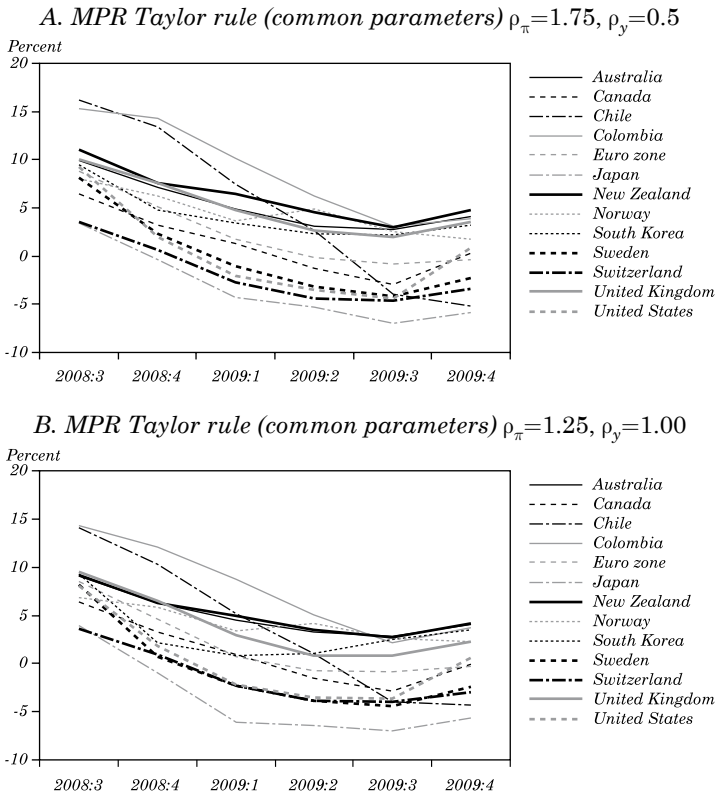 A. MPR Taylor rule (common parameters) ρπ=1.75, ρy=0.5
Percent
20
15
10
5
0
-5
-10
2008:3 2008:4 2009:1 2009:2 2009:3 2009:4
Australia
Canada
Chile
Colombia
Euro zone
Japan
New Zealand
Norway
South Korea
Sweden
Switzerland
United Kingdom
United States
B. MPR Taylor rule (common parameters) ρπ=1.25, ρy=1.00
Percent
20
15
10
5
0
-5
-10
2008:3 2008:4 2009:1 2009:2 2009:3 2009:4
Australia
Canada
Chile
Colombia
Euro zone
Japan
New Zealand
Norway
South Korea
Sweden
Switzerland
United Kingdom
United States